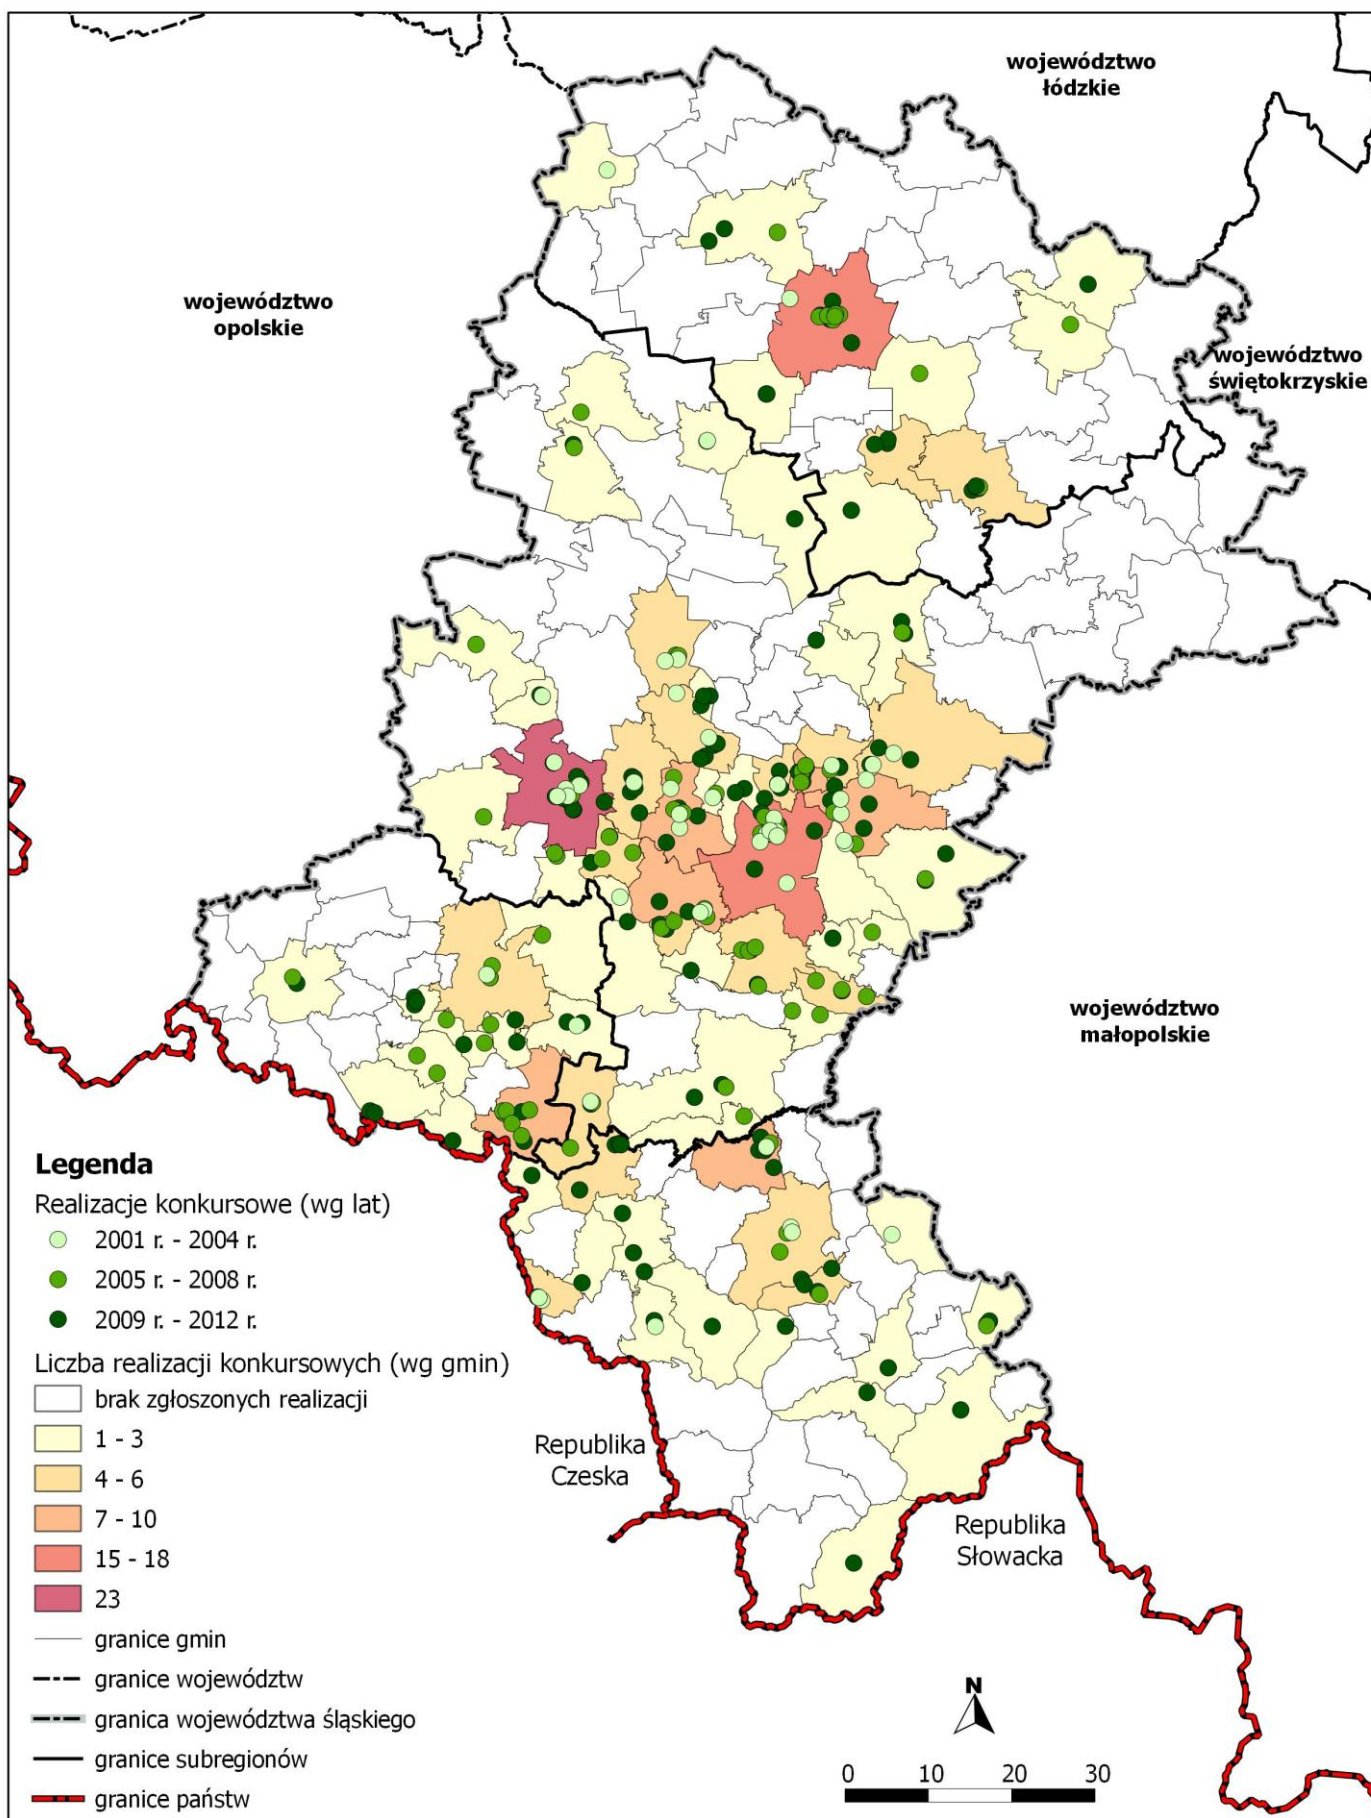 województwo
łódzkie
województwo
opolskie
województwo
świętokrzyskie
województwo
małopolskie
Legenda
Realizacje konkursowe (wg lat)
2001 r. - 2004 r.
2005 r. - 2008 r.
2009 r. - 2012 r.
Liczba realizacji konkursowych (wg gmin)
brak zgłoszonych realizacji
1 - 3
4 - 6
7 - 10
15 - 18
23
granice gmin
granice województw
granica województwa śląskiego
granice subregionów
granice państw
Republika
Czeska
Republika
Słowacka
N
0 10 20 30